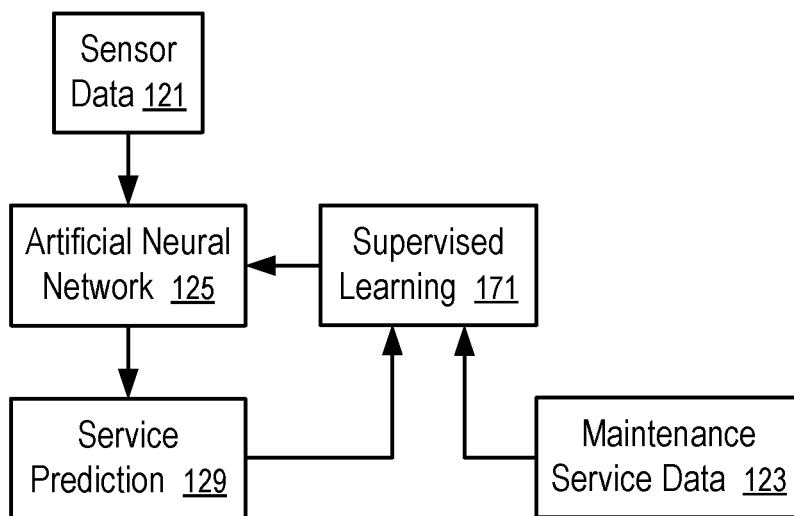 Sensor
Data 121
Artificial Neural
Network 125
Supervised
Learning 171
Service
Prediction 129
Maintenance
Service Data 123